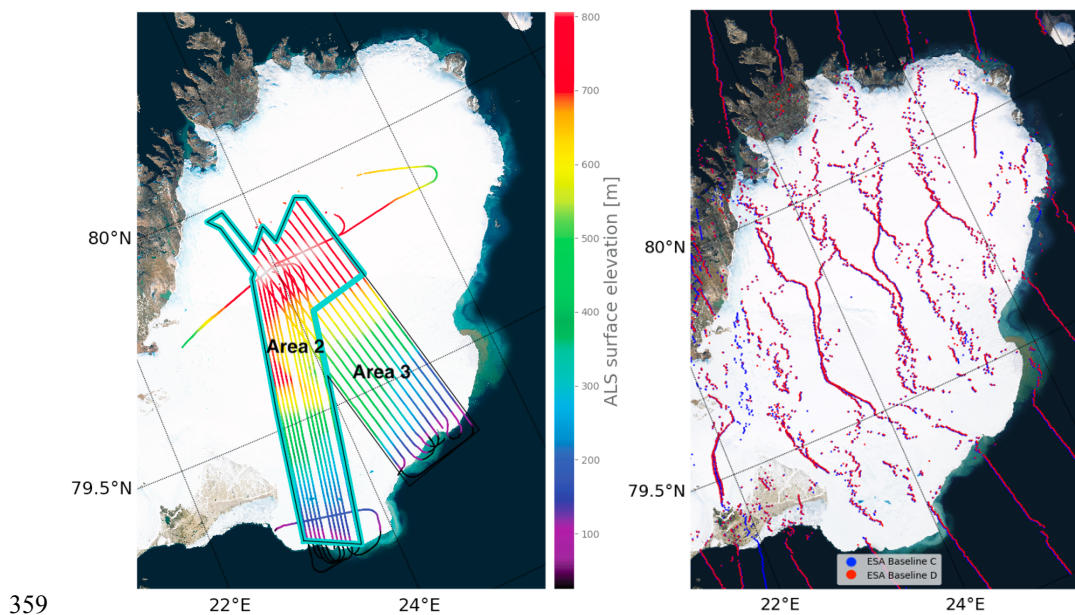 80°N
79.5°N
22°E
24°E
Area 2
Area 3
800
700
600
500
400
300
200
100
ALS surface elevation [m]
80°N
79.5°N
22°E
24°E
ESA Baseline C
ESA Baseline D
359